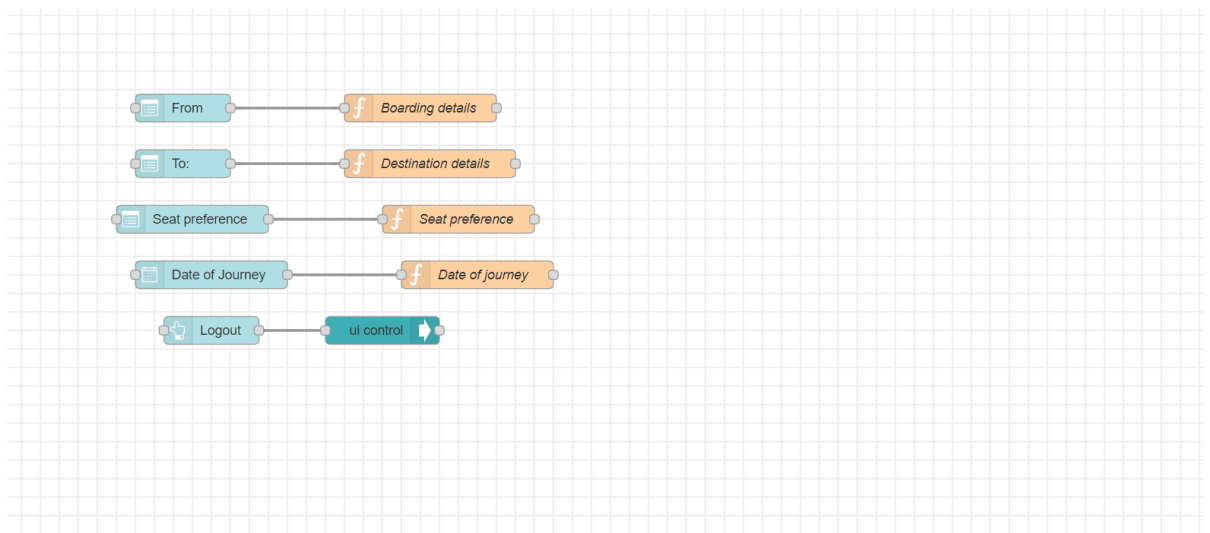 From
Boarding details
To:
Destination details
Seat preference
Seat preference
Date of Journey
Date of journey
Logout
ui control